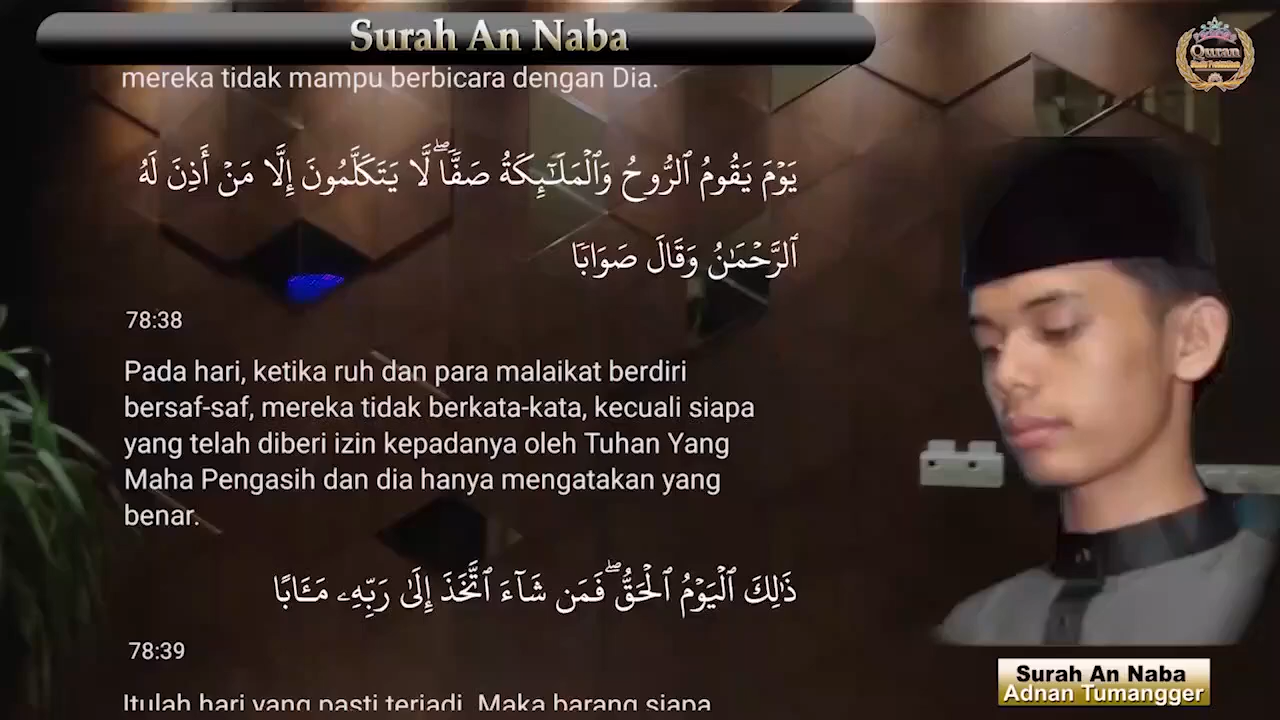 Surah An Naba
Quran
mereka tidak mampu berbicara dengan Dia.
يَوْمَ يَقُومُ ٱلرُّوحُ وَٱلْمَلَـٰٓئِكَةُ صَفًّا ۖ لَّا يَتَكَلَّمُونَ إِلَّا مَنْ أَذِنَ لَهُ
ٱلرَّحْمَـٰنُ وَقَالَ صَوَابًا
78:38
Pada hari, ketika ruh dan para malaikat berdiri
bersaf-saf, mereka tidak berkata-kata, kecuali siapa
yang telah diberi izin kepadanya oleh Tuhan Yang
Maha Pengasih dan dia hanya mengatakan yang
benar.
ذَٰلِكَ ٱلْيَوْمُ ٱلْحَقُّ ۖ فَمَن شَآءَ ٱتَّخَذَ إِلَىٰ رَبِّهِۦ مَـَٔابًا
78:39
Itulah hari yang pasti terjadi. Maka barang siapa
Surah An Naba
Adnan Tumangger